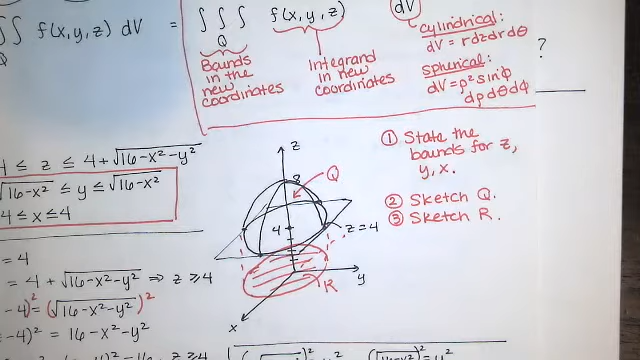 ∬ f(x,y,z) dV = ∭ f(x,y,z) dV
Q Q
Bounds in the new coordinates
Integrand in new coordinates
cylindrical:
dV = r dz dr dθ
spherical:
dV = ρ² sin ϕ
dρ dθ dϕ
?
4 ≤ z ≤ 4 + √16-x²-y²
√16-x² ≤ y ≤ √16-x²
4 ≤ x ≤ 4
① State the
bounds for z,
y, x.
② Sketch Q.
③ Sketch R.
z
8
Q
4
z=4
y
R
x
= 4
= 4 + √16-x²-y² ⇒ z ≥ 4
-4)² = (√16-x²-y²)²
-4)² = 16-x²-y²